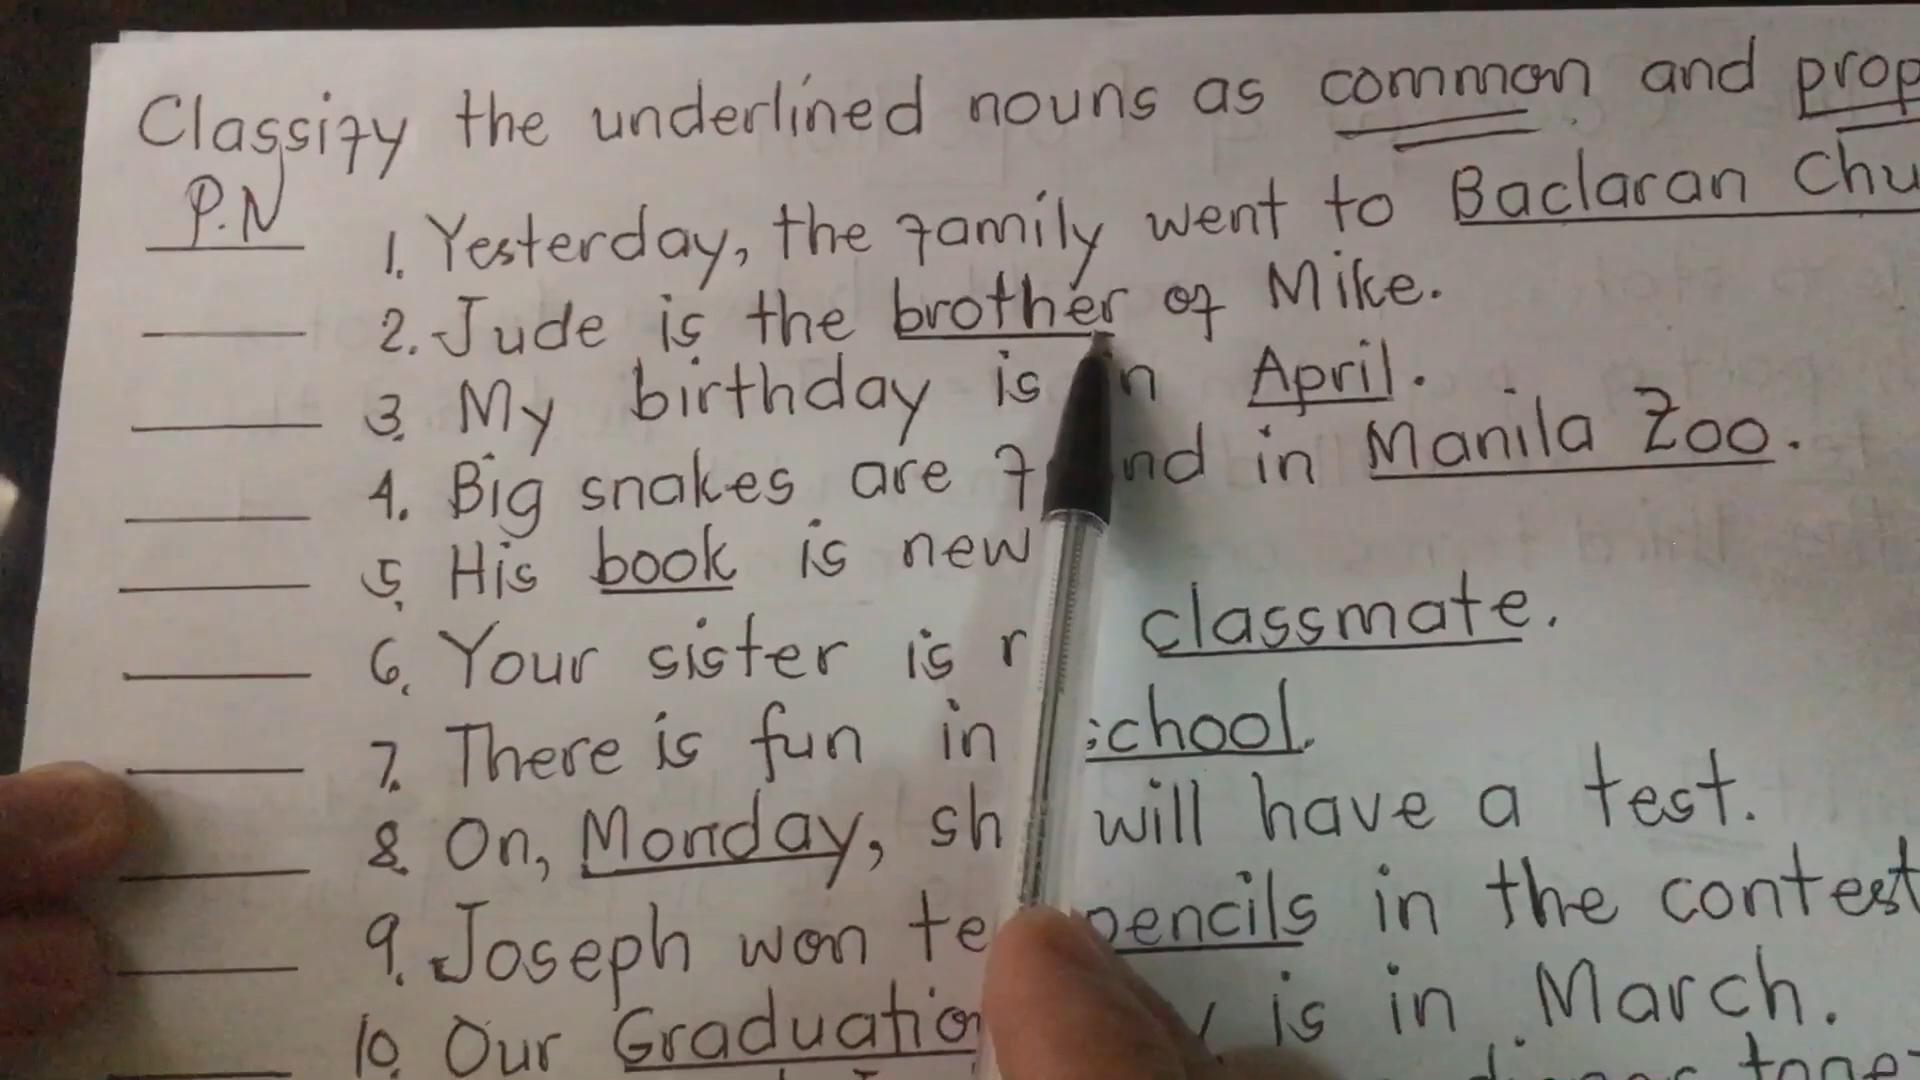 Classify the underlined nouns as common and prop
P.N 1. Yesterday, the family went to Baclaran Chu
2. Jude is the brother of Mike.
3. My birthday is in April.
4. Big snakes are f nd in Manila Zoo.
5. His book is new
6. Your sister is classmate.
7. There is fun in school.
8. On, Monday, sh will have a test.
9. Joseph won te pencils in the contest
10. Our Graduation is in March.